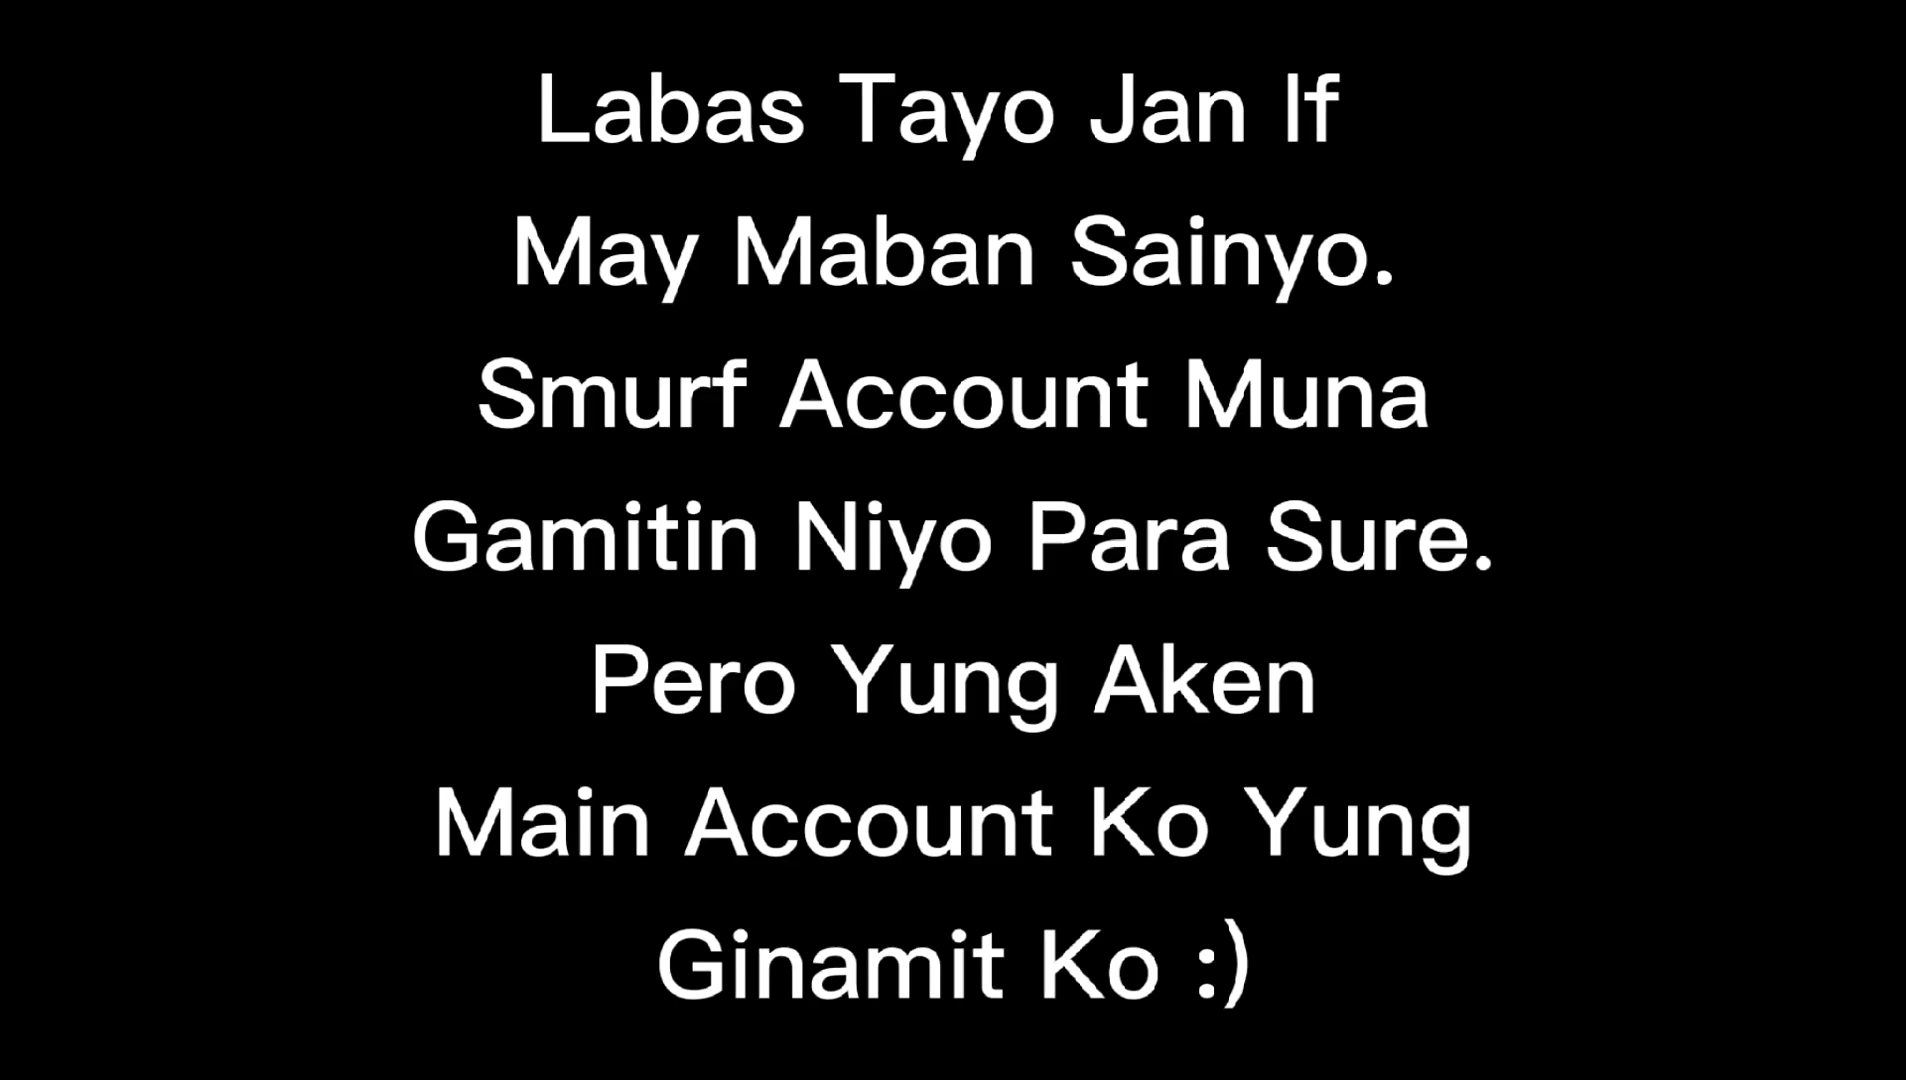 Labas Tayo Jan If
May Maban Sainyo.
Smurf Account Muna
Gamitin Niyo Para Sure.
Pero Yung Aken
Main Account Ko Yung
Ginamit Ko :)